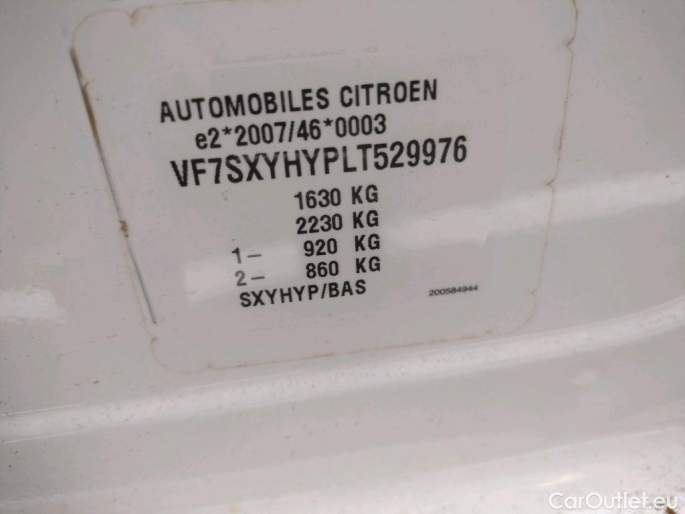 AUTOMOBILES CITROEN
e2*2007/46*0003
VF7SXYHYPLT529976
1630 KG
2230 KG
1- 920 KG
2- 860 KG
SXYHYP/BAS
200584944
CarOutlet.eu